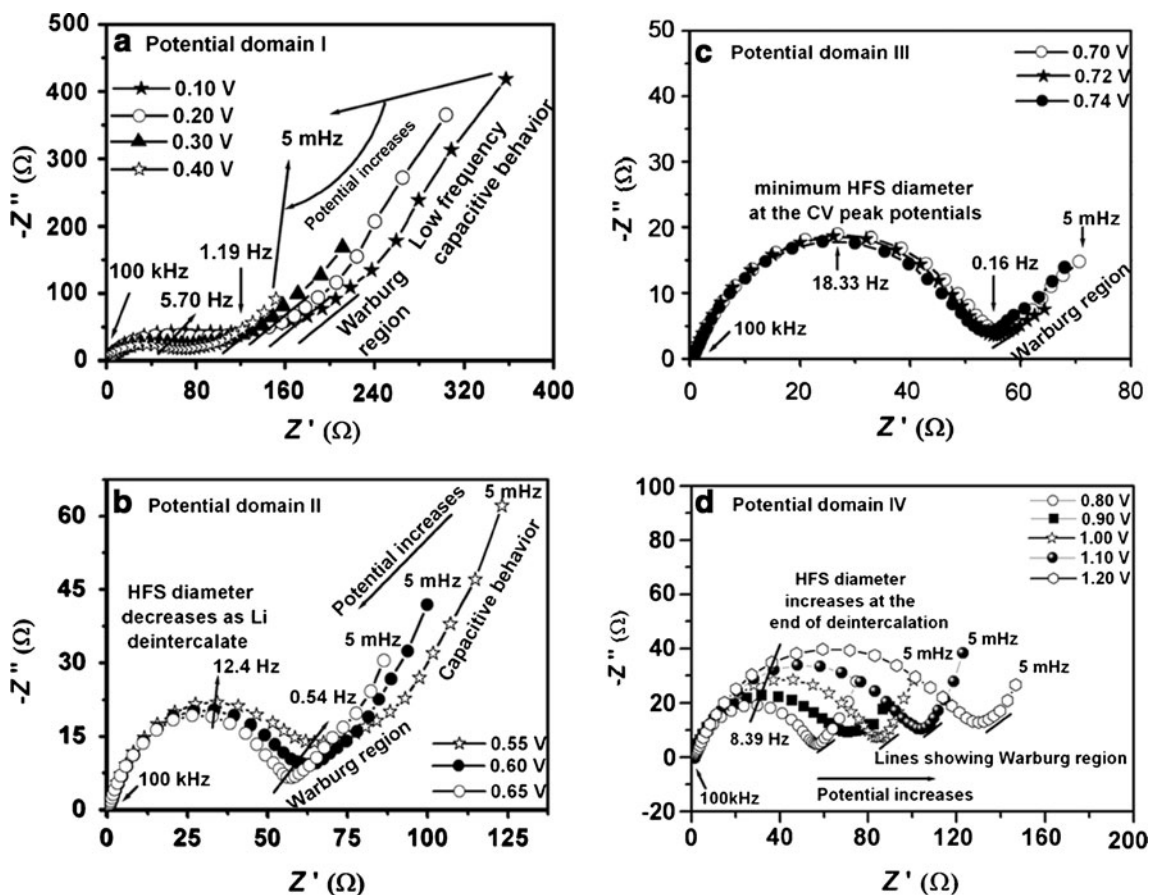 a Potential domain I
0.10 V
0.20 V
0.30 V
0.40 V
5 mHz
Potential increases
Low frequency
capacitive behavior
1.19 Hz
100 kHz
5.70 Hz
Warburg
region
500
400
300
200
100
0
-Z'' (Ω)
0 80 160 240 320 400
Z' (Ω)
c Potential domain III
0.70 V
0.72 V
0.74 V
minimum HFS diameter
at the CV peak potentials
5 mHz
18.33 Hz
0.16 Hz
100 kHz
Warburg region
50
40
30
20
10
0
-Z'' (Ω)
0 20 40 60 80
Z' (Ω)
b Potential domain II
5 mHz
Potential increases
HFS diameter
decreases as Li
deintercalate
5 mHz
5 mHz
Capacitive behavior
12.4 Hz
0.54 Hz
100 kHz
Warburg region
0.55 V
0.60 V
0.65 V
60
45
30
15
0
-Z'' (Ω)
0 25 50 75 100 125
Z' (Ω)
d Potential domain IV
0.80 V
0.90 V
1.00 V
1.10 V
1.20 V
HFS diameter
increases at the
end of deintercalation
5 mHz
5 mHz
5 mHz
8.39 Hz
Lines showing Warburg region
100kHz
Potential increases
100
80
60
40
20
0
-20
-Z'' (Ω)
0 40 80 120 160 200
Z' (Ω)